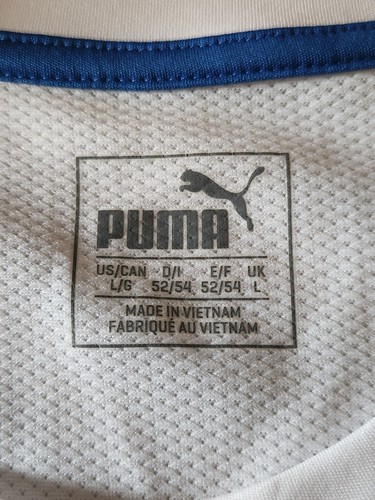 PUMA
US/CAN D/I E/F UK
L/G 52/54 52/54 L
MADE IN VIETNAM
FABRIQUÉ AU VIETNAM